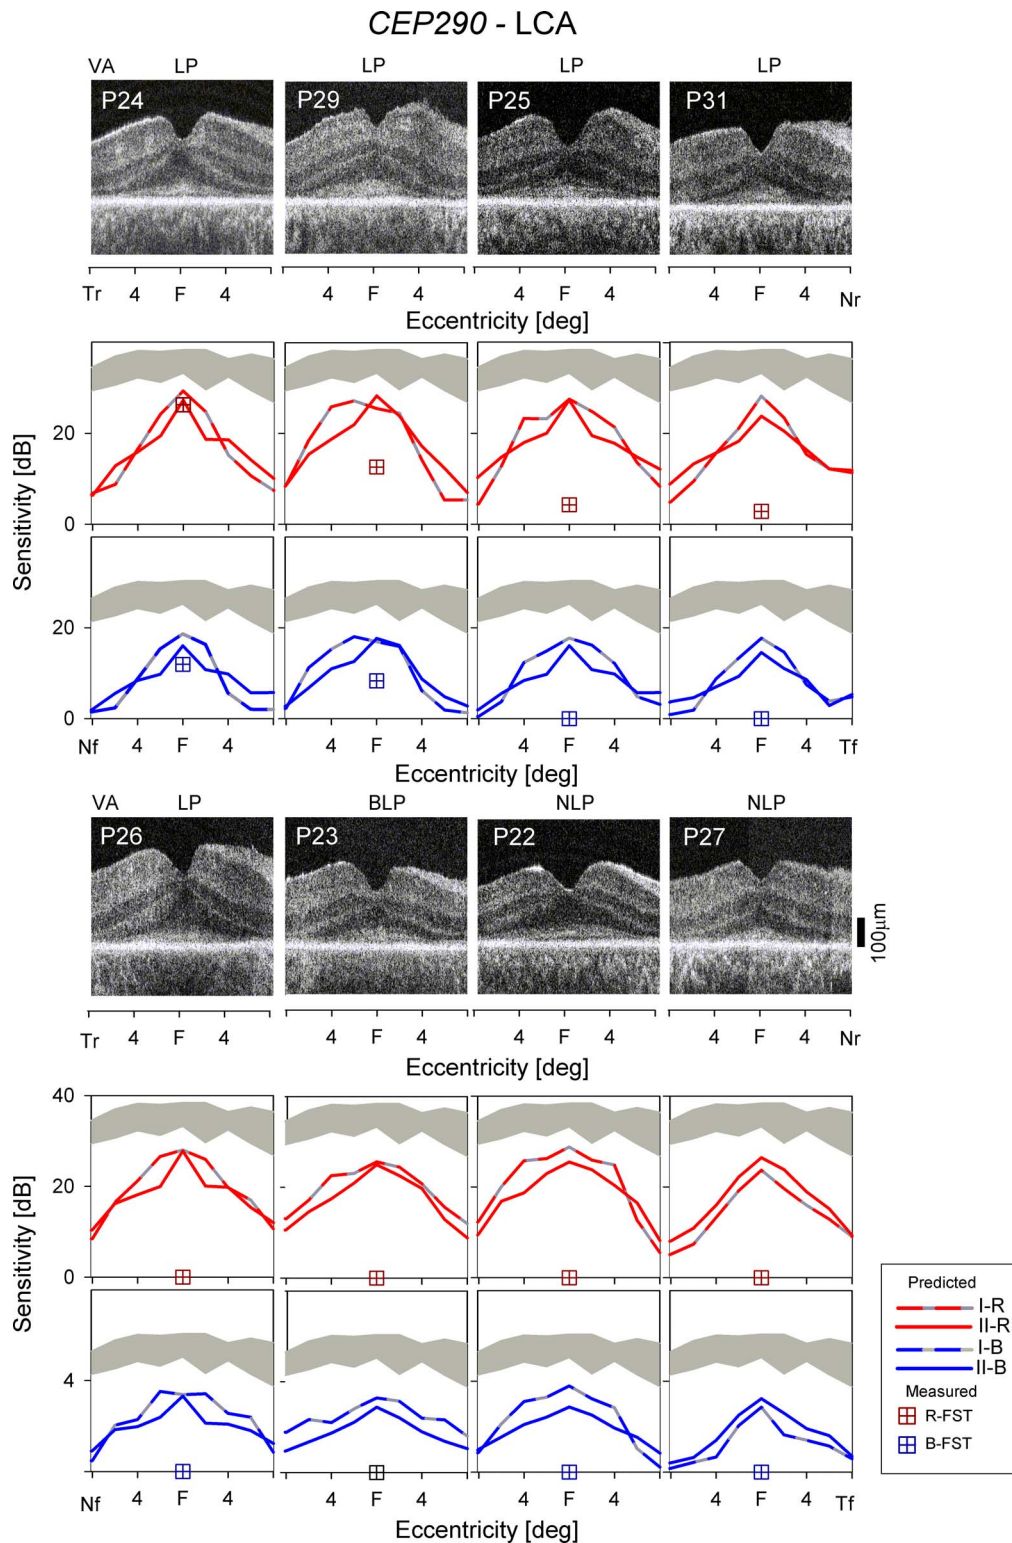 CEP290 - LCA
VA LP LP LP LP
P24 P29 P25 P31
Tr 4 F 4 4 F 4 4 F 4 4 F 4 Nr
Eccentricity [deg]
Sensitivity [dB]
20
0
20
0
Nf 4 F 4 4 F 4 4 F 4 4 F 4 Tf
Eccentricity [deg]
VA LP BLP NLP NLP
P26 P23 P22 P27
100μm
Tr 4 F 4 4 F 4 4 F 4 4 F 4 Nr
Eccentricity [deg]
Sensitivity [dB]
40
20
0
4
Nf 4 F 4 4 F 4 4 F 4 4 F 4 Tf
Eccentricity [deg]
Predicted
I-R
II-R
I-B
II-B
Measured
R-FST
B-FST